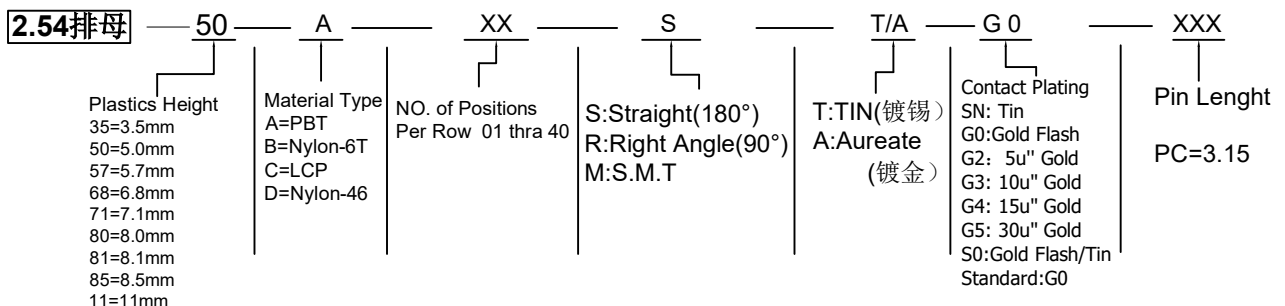 2.54排母 50 A XX S T/A G 0 XXX
Plastics Height
35=3.5mm
50=5.0mm
57=5.7mm
68=6.8mm
71=7.1mm
80=8.0mm
81=8.1mm
85=8.5mm
11=11mm
Material Type
A=PBT
B=Nylon-6T
C=LCP
D=Nylon-46
NO. of Positions
Per Row 01 thra 40
S:Straight(180°)
R:Right Angle(90°)
M:S.M.T
T:TIN(镀锡）
A:Aureate
(镀金）
Contact Plating
SN: Tin
G0:Gold Flash
G2： 5u" Gold
G3: 10u" Gold
G4: 15u" Gold
G5: 30u" Gold
S0:Gold Flash/Tin
Standard:G0
Pin Lenght
PC=3.15